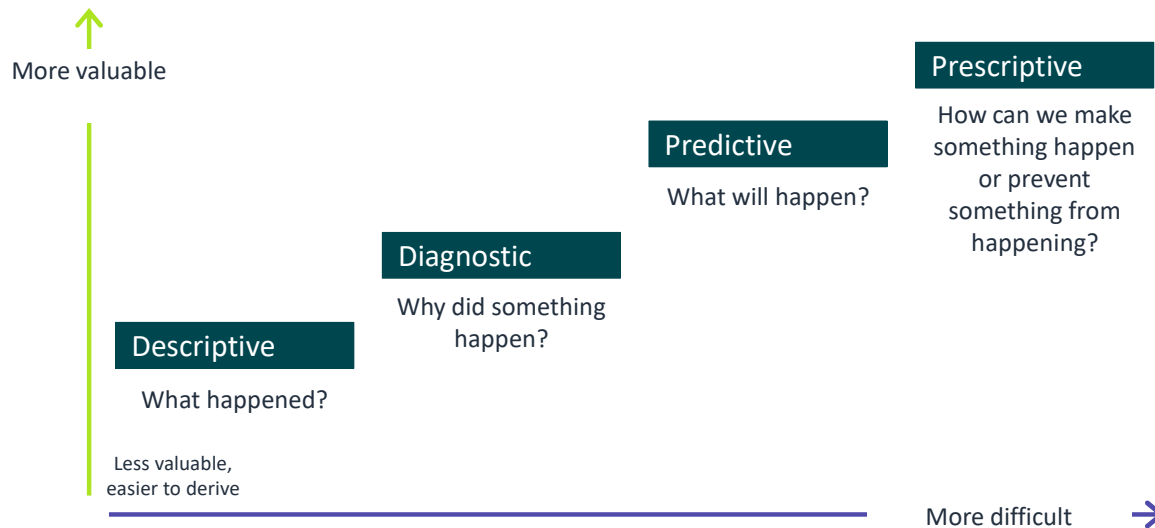 More valuable
Prescriptive
How can we make
something happen
or prevent
something from
happening?
Predictive
What will happen?
Diagnostic
Why did something
happen?
Descriptive
What happened?
Less valuable,
easier to derive
More difficult